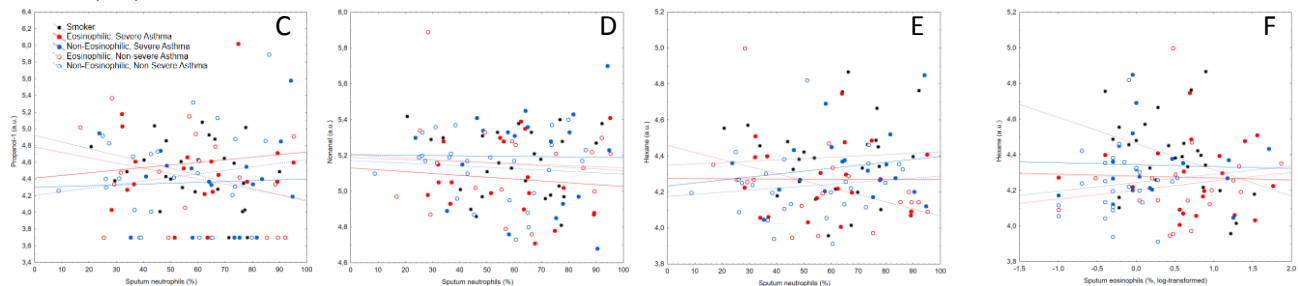 C
6,4
6,2
6,0
5,8
5,6
5,4
5,2
5,0
4,8
4,6
4,4
4,2
4,0
3,8
3,6
3,4
Propanol-1 (a.u.)
Smoker
Eosinophilic, Severe Asthma
Non-Eosinophilic, Severe Asthma
Eosinophilic, Non-severe Asthma
Non-Eosinophilic, Non Severe Asthma
0 10 20 30 40 50 60 70 80 90 100
Sputum neutrophils (%)
D
6,0
5,8
5,6
5,4
5,2
5,0
4,8
4,6
Nonanal (a.u.)
0 10 20 30 40 50 60 70 80 90 100
Sputum neutrophils (%)
E
5,2
5,0
4,8
4,6
4,4
4,2
4,0
3,8
Hexane (a.u.)
0 10 20 30 40 50 60 70 80 90 100
Sputum neutrophils (%)
F
5,2
5,0
4,8
4,6
4,4
4,2
4,0
3,8
Hexane (a.u.)
-1,5 -1,0 -0,5 0,0 0,5 1,0 1,5 2,0
Sputum eosinophils (%, log-transformed)